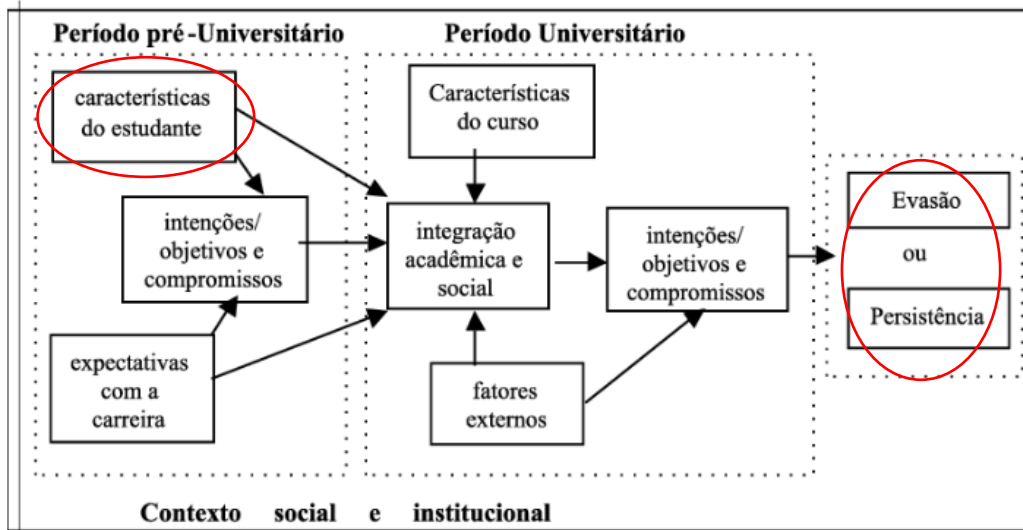 Período pré-Universitário
Período Universitário
características
do estudante
Características
do curso
intenções/
objetivos e
compromissos
integração
acadêmica e
social
intenções/
objetivos e
compromissos
Evasão
ou
Persistência
expectativas
com a
carreira
fatores
externos
Contexto social e institucional